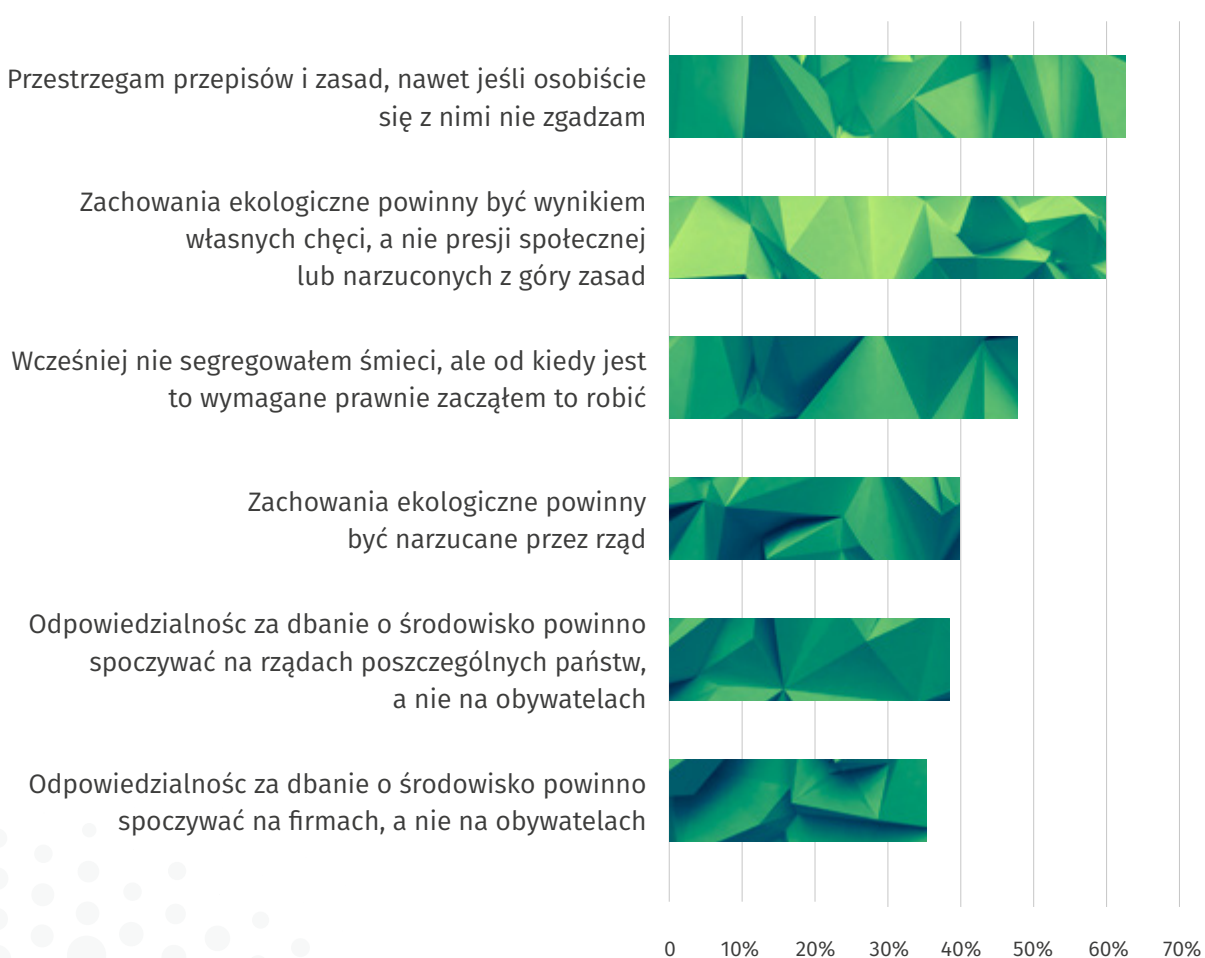 Przestrzegam przepisów i zasad, nawet jeśli osobiście
się z nimi nie zgadzam
Zachowania ekologiczne powinny być wynikiem
własnych chęci, a nie presji społecznej
lub narzuconych z góry zasad
Wcześniej nie segregowałem śmieci, ale od kiedy jest
to wymagane prawnie zacząłem to robić
Zachowania ekologiczne powinny
być narzucane przez rząd
Odpowiedzialnośc za dbanie o środowisko powinno
spoczywać na rządach poszczególnych państw,
a nie na obywatelach
Odpowiedzialnośc za dbanie o środowisko powinno
spoczywać na firmach, a nie na obywatelach
0 10% 20% 30% 40% 50% 60% 70%